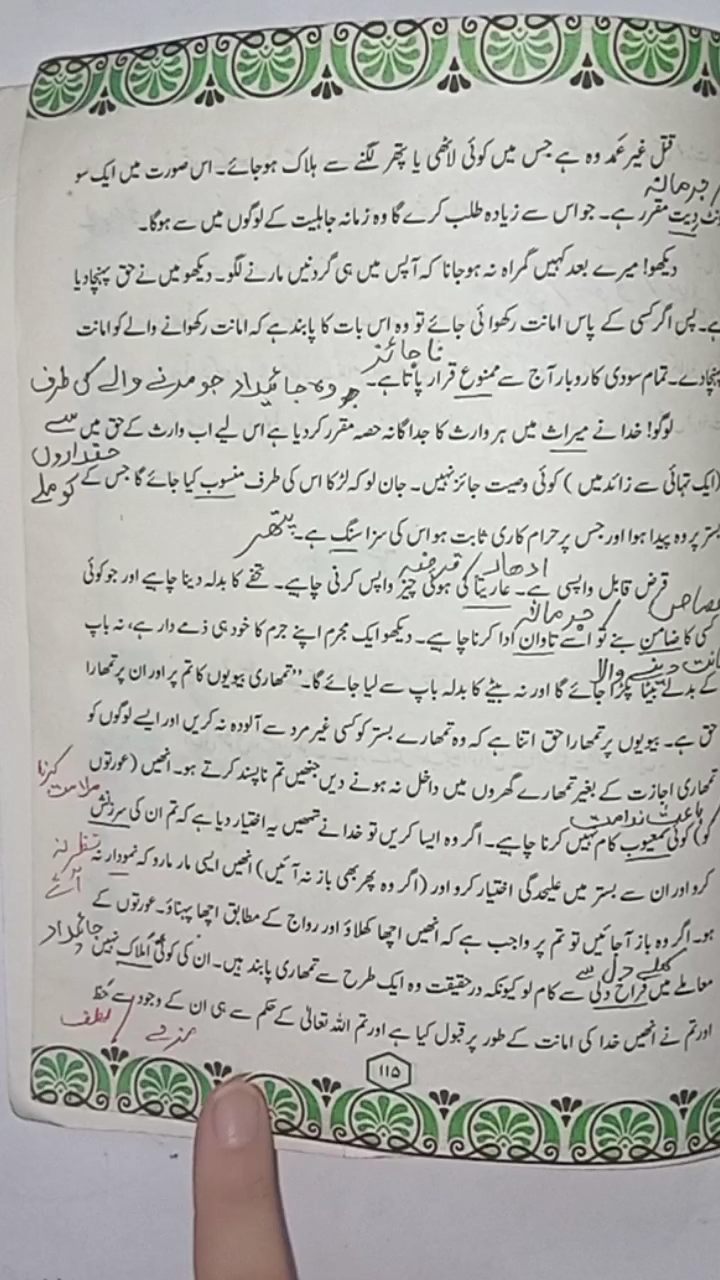 قتل غیر عمد وہ ہے جس میں کوئی لاٹھی یا پتھر لگنے سے ہلاک ہوجائے۔ اس صورت میں ایک سو
جرمانہ
نٹ دیت مقرر ہے۔ جو اس سے زیادہ طلب کرے گا وہ زمانہ جاہلیت کے لوگوں میں سے ہوگا۔
دیکھو! میرے بعد کہیں گمراہ نہ ہوجانا کہ آپس میں ہی گردنیں مارنے لگو۔ دیکھو میں نے حق پہنچادیا
ہے۔ پس اگر کسی کے پاس امانت رکھوائی جائے تو وہ اس بات کا پابند ہے کہ امانت رکھوانے والے کو امانت
ناجائز
پہنچادے۔ تمام سودی کاروبار آج سے ممنوع قرار پاتا ہے۔
وہ جائیداد جو مرنے والے کی طرف
سے
لوگو! خدا نے میراث میں ہر وارث کا جداگانہ حصہ مقرر کردیا ہے اس لیے اب وارث کے حق میں
حقداروں
کو ملے
(ایک تہائی سے زائد میں) کوئی وصیت جائز نہیں۔ جان لو کہ لڑکا اس کی طرف منسوب کیا جائے گا جس کے
بستر پر وہ پیدا ہوا اور جس پر حرام کاری ثابت ہو اس کی سزا سنگ ہے۔
پتھر
ادھار / قرضہ
قرض قابل واپسی ہے۔ عاریتاً لی ہوئی چیز واپس کرنی چاہیے۔ تحفے کا بدلہ دینا چاہیے اور جو کوئی
جرمانہ
کسی کا ضامن بنے تو اسے تاوان ادا کرنا چاہیے۔ دیکھو ایک مجرم اپنے جرم کا خود ہی ذمے دار ہے، نہ باپ
دینے والا
کے بدلے بیٹا پکڑا جائے گا اور نہ بیٹے کا بدلہ باپ سے لیا جائے گا۔ ”تمھاری بیویوں کا تم پر اور ان پر تمھارا
حق ہے۔ بیویوں پر تمھارا حق اتنا ہے کہ وہ تمھارے بستر کو کسی غیر مرد سے آلودہ نہ کریں اور ایسے لوگوں کو
تمھاری اجازت کے بغیر تمھارے گھروں میں داخل نہ ہونے دیں جنھیں تم ناپسند کرتے ہو۔ انھیں (عورتوں
ملامت کرنا
باعث ندامت
کو) کوئی معیوب کام نہیں کرنا چاہیے۔ اگر وہ ایسا کریں تو خدا نے تمھیں یہ اختیار دیا ہے کہ تم ان کی سرزنش
نظر نہ
آئے
کرو اور ان سے بستر میں علیحدگی اختیار کرو اور (اگر وہ پھر بھی باز نہ آئیں) انھیں ایسی مار مارو کہ نمودار نہ
ہو۔ اگر وہ باز آجائیں تو تم پر واجب ہے کہ انھیں اچھا کھلاؤ اور رواج کے مطابق اچھا پہناؤ۔ عورتوں کے
جائیداد
کھلے دل سے
معاملے میں فراخ دلی سے کام لو کیونکہ درحقیقت وہ ایک طرح سے تمھاری پابند ہیں۔ ان کی کوئی املاک نہیں
اور تم نے انھیں خدا کی امانت کے طور پر قبول کیا ہے اور تم اللہ تعالیٰ کے حکم سے ہی ان کے وجود سے حظ
مزے / لطف
۱۱۵